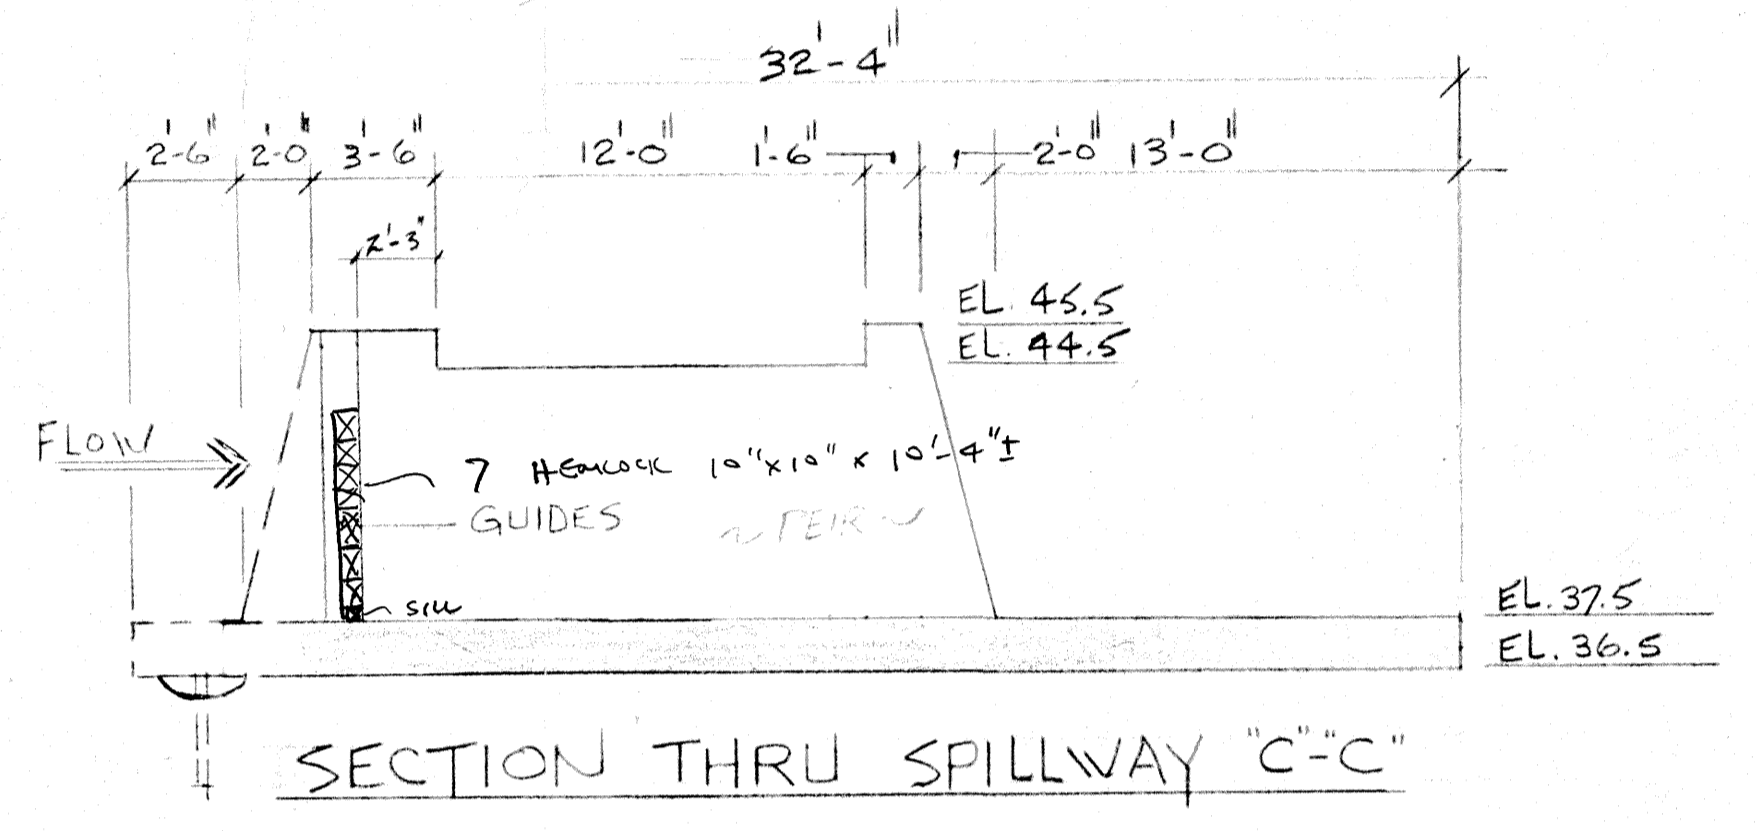 32'-4"
2'-6" 2'-0" 3'-6" 12'-0" 1'-6" 2'-0" 13'-0"
2'-3"
EL. 45.5
EL. 44.5
FLOW
7 HEMLOCK 10"x10" x 10'-4"±
GUIDES
~ PEIR ~
SILL
EL. 37.5
EL. 36.5
SECTION THRU SPILLWAY "C"-"C"